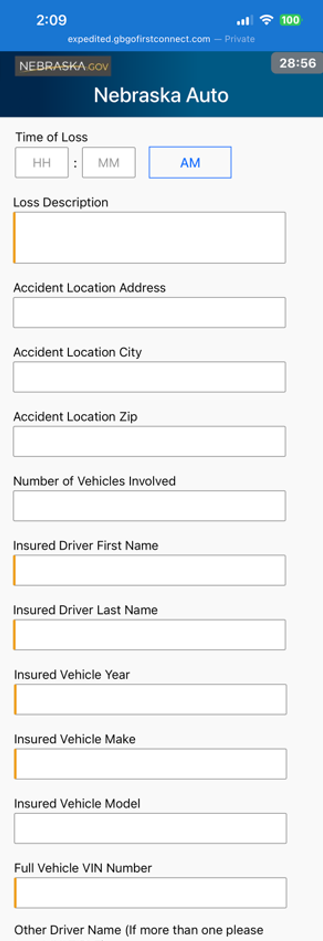 2:09
100
expedited.gbgofirstconnect.com — Private
NEBRASKA.GOV
28:56
Nebraska Auto
Time of Loss
HH : MM AM
Loss Description
Accident Location Address
Accident Location City
Accident Location Zip
Number of Vehicles Involved
Insured Driver First Name
Insured Driver Last Name
Insured Vehicle Year
Insured Vehicle Make
Insured Vehicle Model
Full Vehicle VIN Number
Other Driver Name (If more than one please